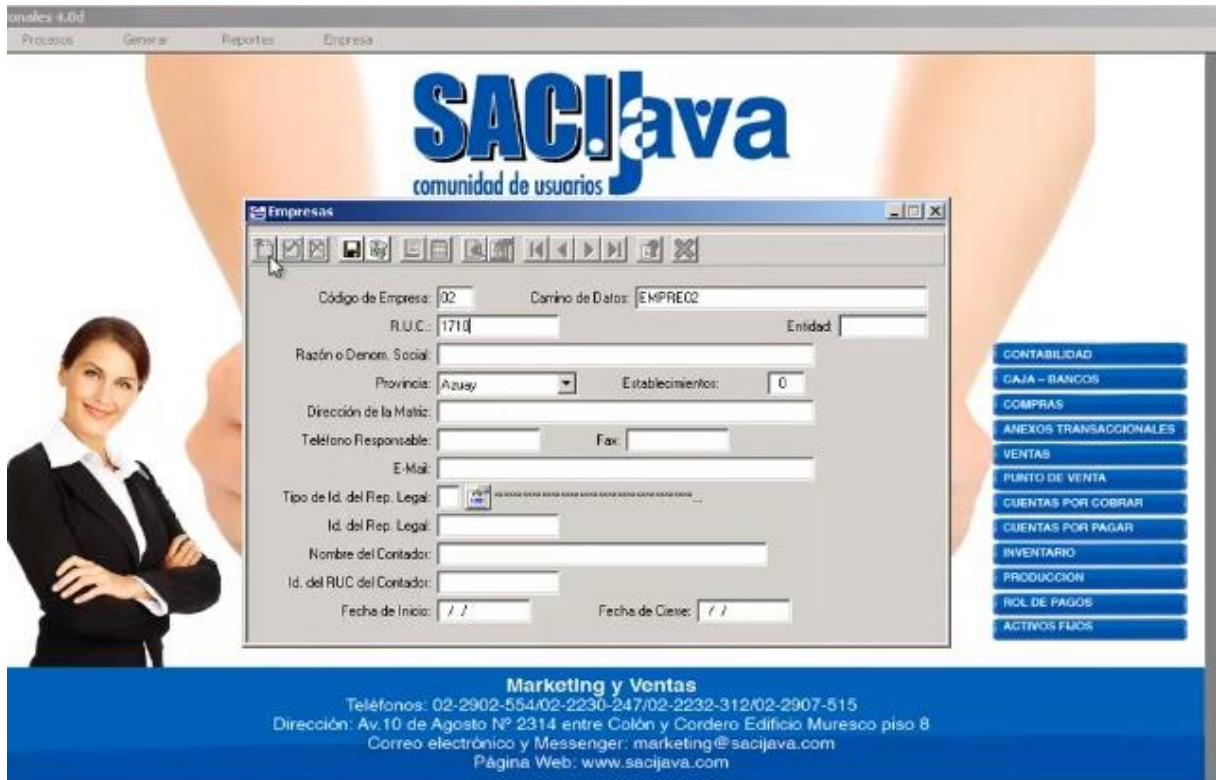 onales 4.0d
Procesos Generar Reportes Empresa
SACIJava
comunidad de usuarios
Empresas
Código de Empresa: 02 Camino de Datos: EMPRE02
R.U.C.: 1710 Entidad:
Razón o Denom. Social:
Provincia: Azuay Establecimientos: 0
Dirección de la Matriz:
Teléfono Responsable: Fax:
E-Mail:
Tipo de Id. del Rep. Legal:
Id. del Rep. Legal:
Nombre del Contador:
Id. del RUC del Contador:
Fecha de Inicio: / / Fecha de Cierre: / /
CONTABILIDAD
CAJA – BANCOS
COMPRAS
ANEXOS TRANSACCIONALES
VENTAS
PUNTO DE VENTA
CUENTAS POR COBRAR
CUENTAS POR PAGAR
INVENTARIO
PRODUCCION
ROL DE PAGOS
ACTIVOS FIJOS
Marketing y Ventas
Teléfonos: 02-2902-554/02-2230-247/02-2232-312/02-2907-515
Dirección: Av.10 de Agosto Nº 2314 entre Colón y Cordero Edificio Muresco piso 8
Correo electrónico y Messenger: marketing@sacijava.com
Página Web: www.sacijava.com